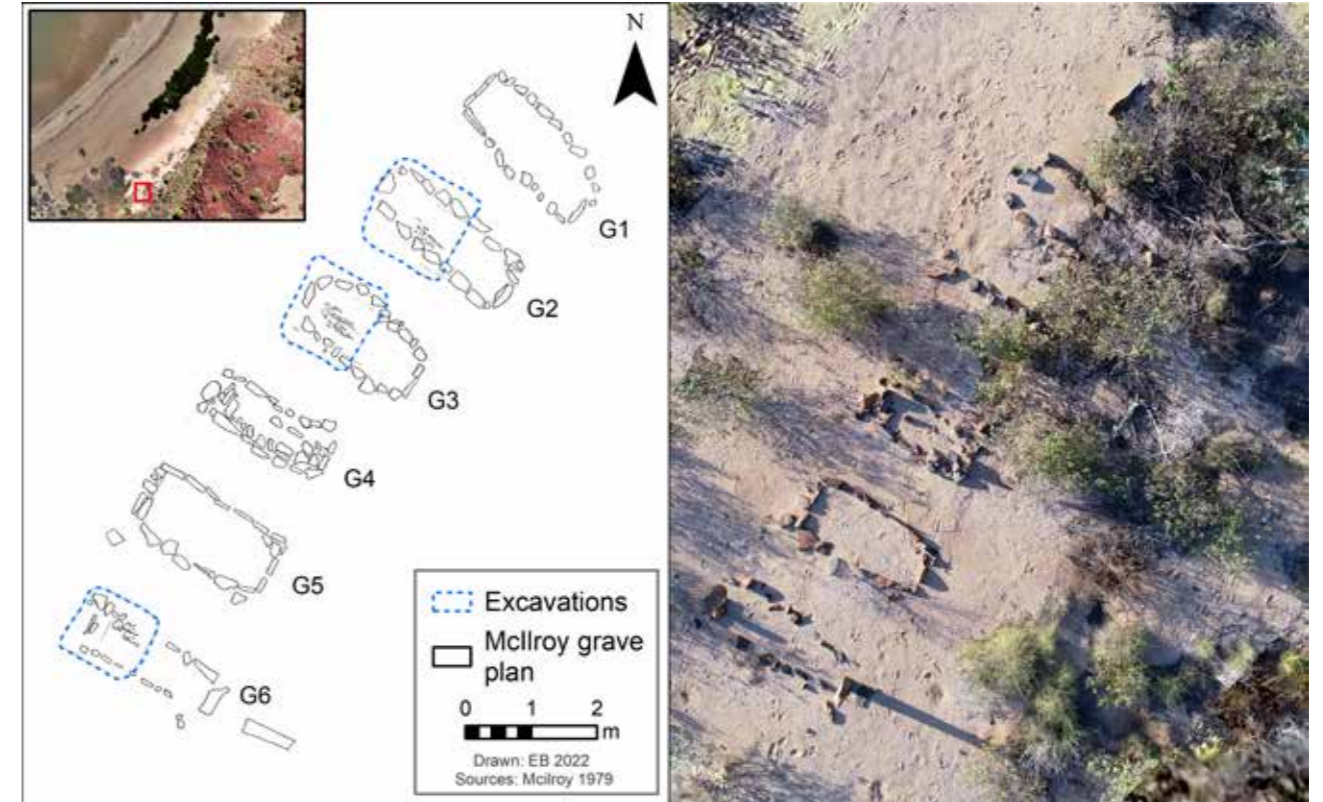 N
G1
G2
G3
G4
G5
G6
Excavations
McIlroy grave
plan
0 1 2
m
Drawn: EB 2022
Sources: Mcilroy 1979